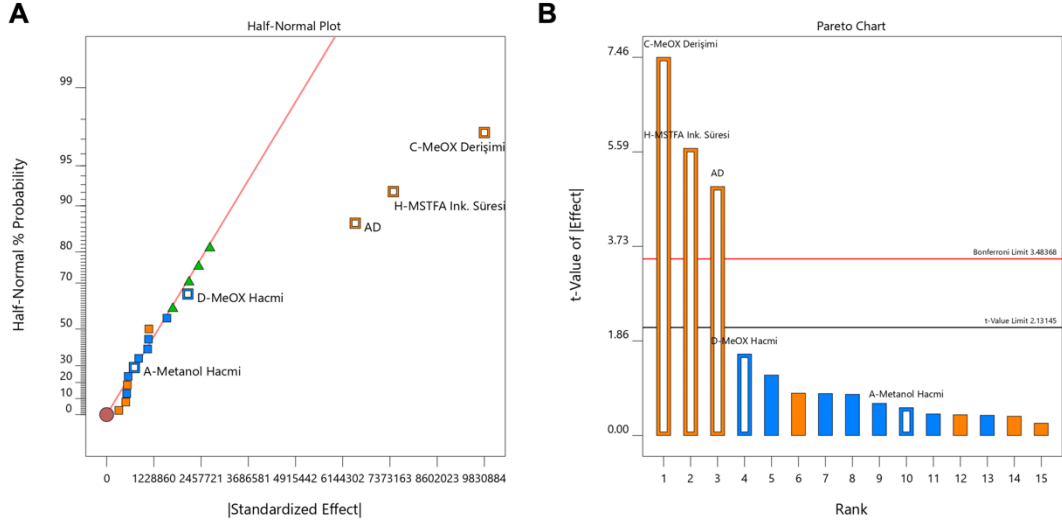 A
Half-Normal Plot
Half-Normal % Probability
99
95
90
80
70
50
30
20
10
0
C-MeOX Derişimi
H-MSTFA Ink. Süresi
AD
D-MeOX Hacmi
A-Metanol Hacmi
0 1228860 2457721 3686581 4915442 6144302 7373163 8602023 9830884
|Standardized Effect|
B
Pareto Chart
t-Value of |Effect|
7.46
5.59
3.73
1.86
0.00
C-MeOX Derişimi
H-MSTFA Ink. Süresi
AD
Bonferroni Limit 3.48368
t-Value Limit 2.13145
D-MeOX Hacmi
A-Metanol Hacmi
1 2 3 4 5 6 7 8 9 10 11 12 13 14 15
Rank